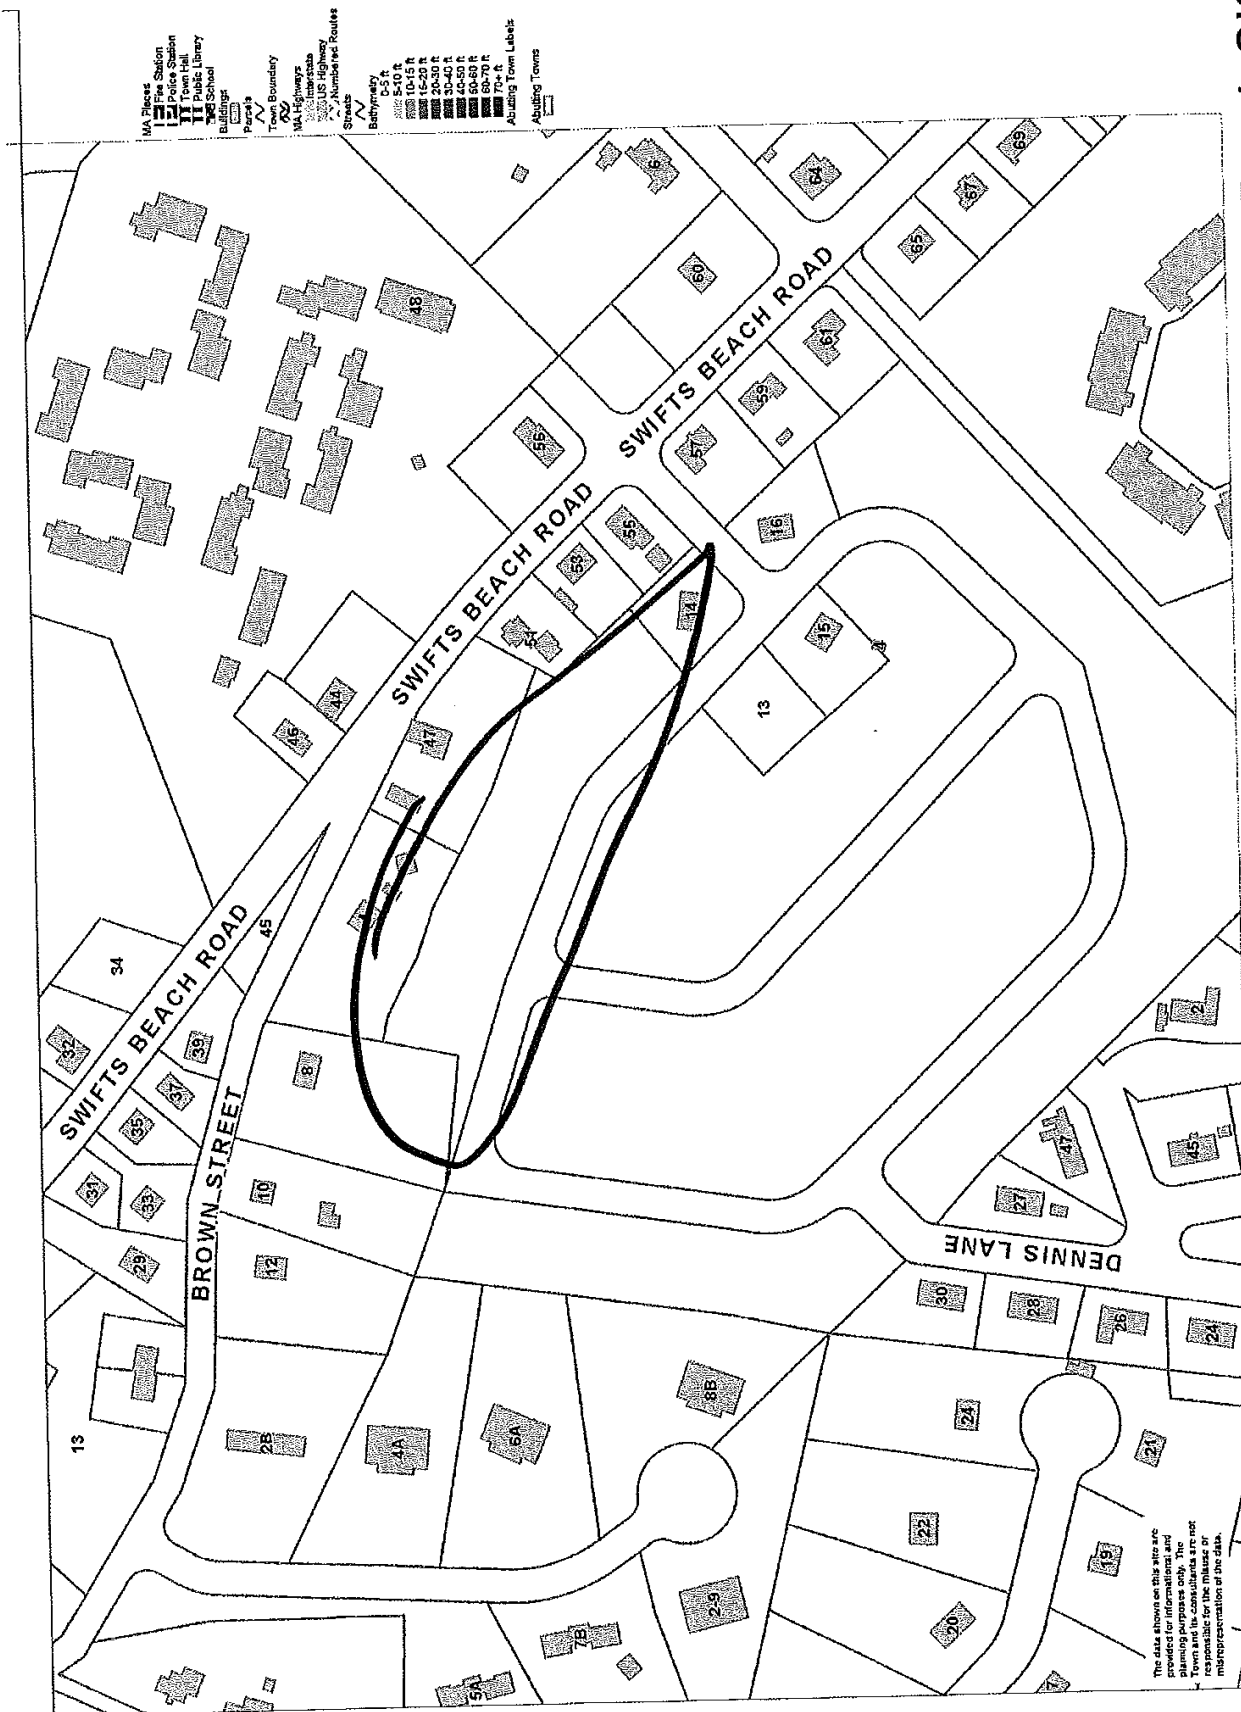 MA Places
Fire Station
Police Station
Town Hall
Public Library
School
Buildings
Parcels
Town Boundary
MA Highways
Interstate
US Highway
Numbered Routes
Streets
Bathymetry
0-5 ft
5-10 ft
10-15 ft
15-20 ft
20-30 ft
30-40 ft
40-50 ft
50-60 ft
60-70 ft
70+ ft
Abutting Town Labels
Abutting Towns
SWIFTS BEACH ROAD
SWIFTS BEACH ROAD
SWIFTS BEACH ROAD
SWIFTS BEACH ROAD
BROWN STREET
DENNIS LANE
48
6
64
69
67
65
60
61
59
57
56
55
53
51
16
14
15
13
44
46
47
45
34
32
39
37
35
31
33
29
8
10
12
13
2B
4A
6A
8B
2-9
7B
5A
30
28
26
24
27
47
45
2
24
22
20
21
19
The data shown on this site are
provided for informational and
planning purposes only. The
Town and its consultants are not
responsible for the misuse or
misrepresentation of the data.